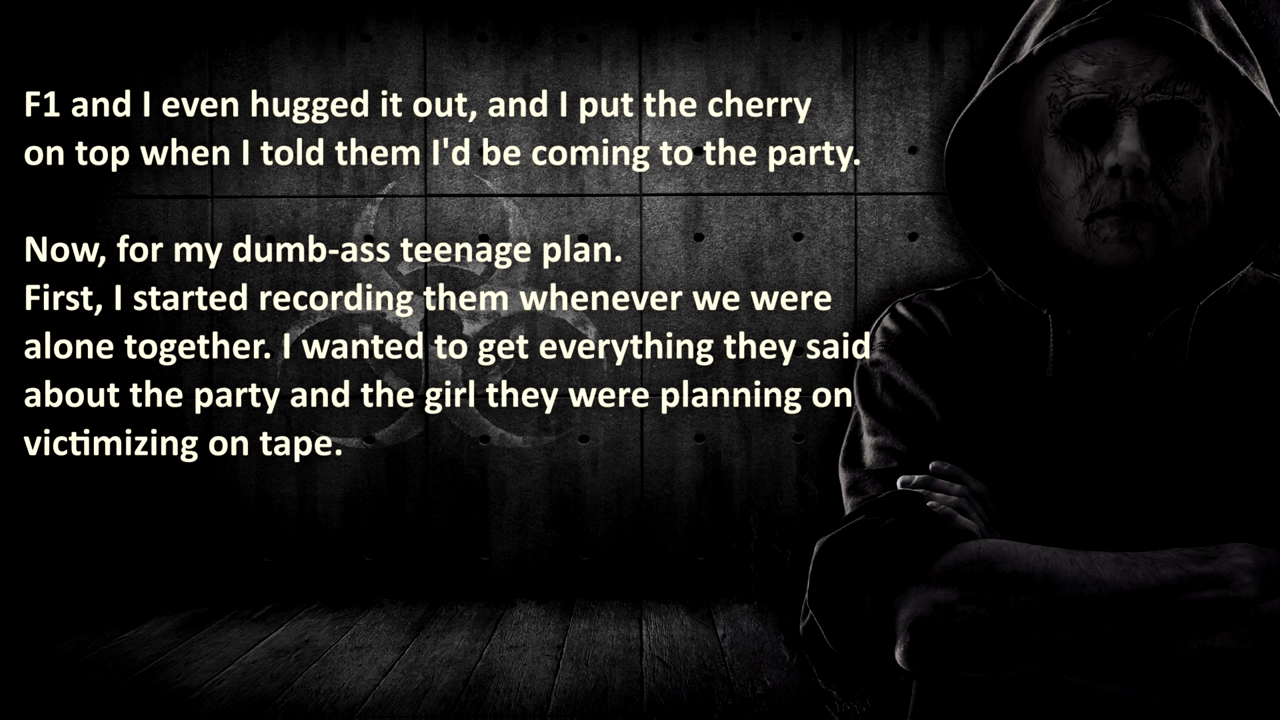 F1 and I even hugged it out, and I put the cherry
on top when I told them I'd be coming to the party.
Now, for my dumb-ass teenage plan.
First, I started recording them whenever we were
alone together. I wanted to get everything they said
about the party and the girl they were planning on
victimizing on tape.